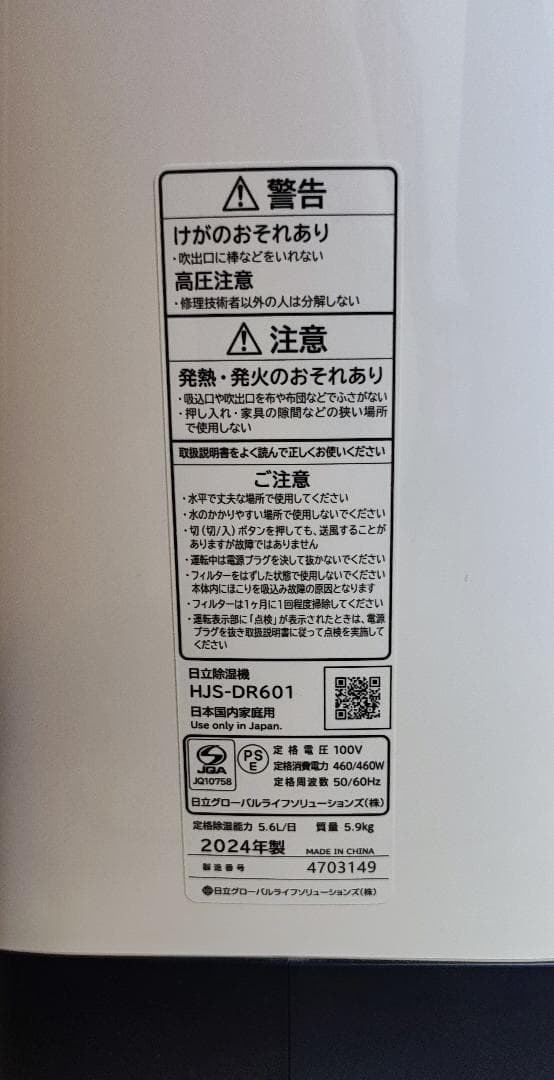 ⚠ 警告
けがのおそれあり
・吹出口に棒などをいれない
高圧注意
・修理技術者以外の人は分解しない
⚠ 注意
発熱・発火のおそれあり
・吸込口や吹出口を布や布団などでふさがない
・押し入れ・家具の隙間などの狭い場所
で使用しない
取扱説明書をよく読んで正しくお使いください
ご注意
・水平で丈夫な場所で使用してください
・水のかかりやすい場所で使用しないでください
・切（切/入）ボタンを押しても、送風することが
ありますが故障ではありません
・運転中は電源プラグを決して抜かないでください
・フィルターをはずした状態で使用しないでください
本体内にほこりを吸込み故障の原因となります
・フィルターは1ヶ月に1回程度掃除してください
・運転表示部に「点検」が表示されたときは、電源
プラグを抜き取扱説明書に従って点検を実施して
ください
日立除湿機
HJS-DR601
日本国内家庭用
Use only in Japan.
JQA
JQ10758
PS
E
定格電圧 100V
定格消費電力 460/460W
定格周波数 50/60Hz
日立グローバルライフソリューションズ(株)
定格除湿能力 5.6L/日 質量 5.9kg
2024年製 MADE IN CHINA
製造番号 4703149
日立グローバルライフソリューションズ(株)